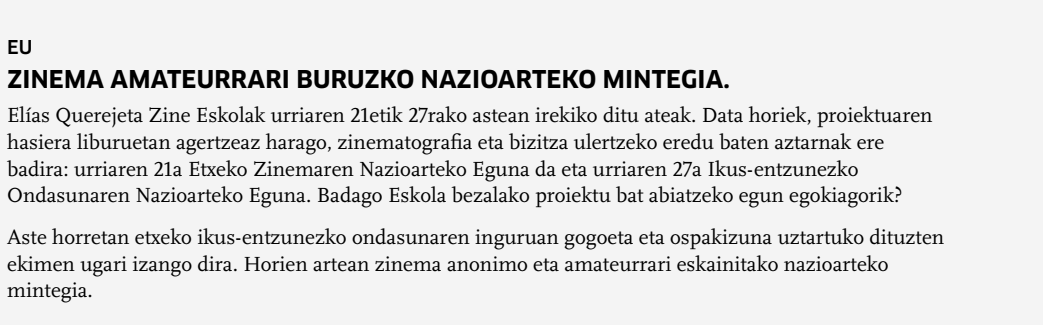 EU
ZINEMA AMATEURRARI BURUZKO NAZIOARTEKO MINTEGIA.
Elías Querejeta Zine Eskolak urriaren 21etik 27rako astean irekiko ditu ateak. Data horiek, proiektuaren
hasiera liburuetan agertzeaz harago, zinematografia eta bizitza ulertzeko eredu baten aztarnak ere
badira: urriaren 21a Etxeko Zinemaren Nazioarteko Eguna da eta urriaren 27a Ikus-entzunezko
Ondasunaren Nazioarteko Eguna. Badago Eskola bezalako proiektu bat abiatzeko egun egokiagorik?
Aste horretan etxeko ikus-entzunezko ondasunaren inguruan gogoeta eta ospakizuna uztartuko dituzten
ekimen ugari izango dira. Horien artean zinema anonimo eta amateurrari eskainitako nazioarteko
mintegia.